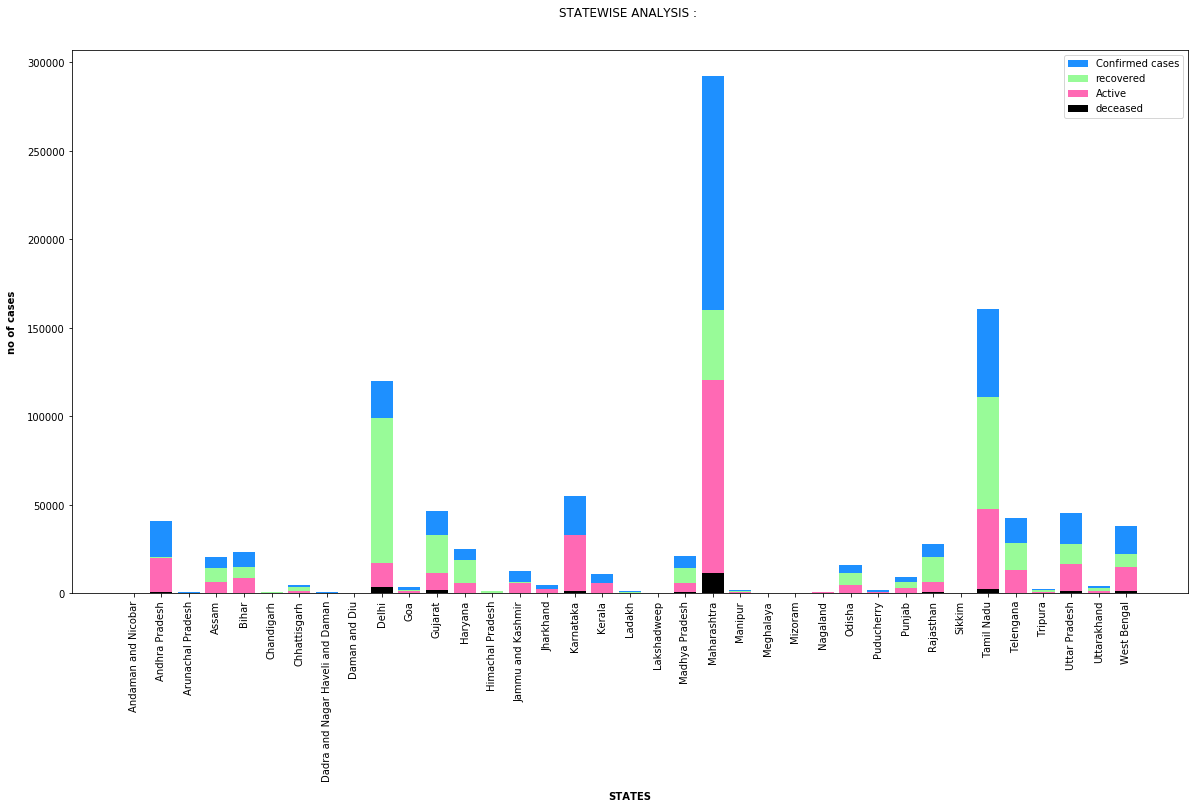 STATEWISE ANALYSIS :
Confirmed cases
recovered
Active
deceased
no of cases
300000
250000
200000
150000
100000
50000
0
Andaman and Nicobar
Andhra Pradesh
Arunachal Pradesh
Assam
Bihar
Chandigarh
Chhattisgarh
Dadra and Nagar Haveli and Daman
Daman and Diu
Delhi
Goa
Gujarat
Haryana
Himachal Pradesh
Jammu and Kashmir
Jharkhand
Karnataka
Kerala
Ladakh
Lakshadweep
Madhya Pradesh
Maharashtra
Manipur
Meghalaya
Mizoram
Nagaland
Odisha
Puducherry
Punjab
Rajasthan
Sikkim
Tamil Nadu
Telengana
Tripura
Uttar Pradesh
Uttarakhand
West Bengal
STATES